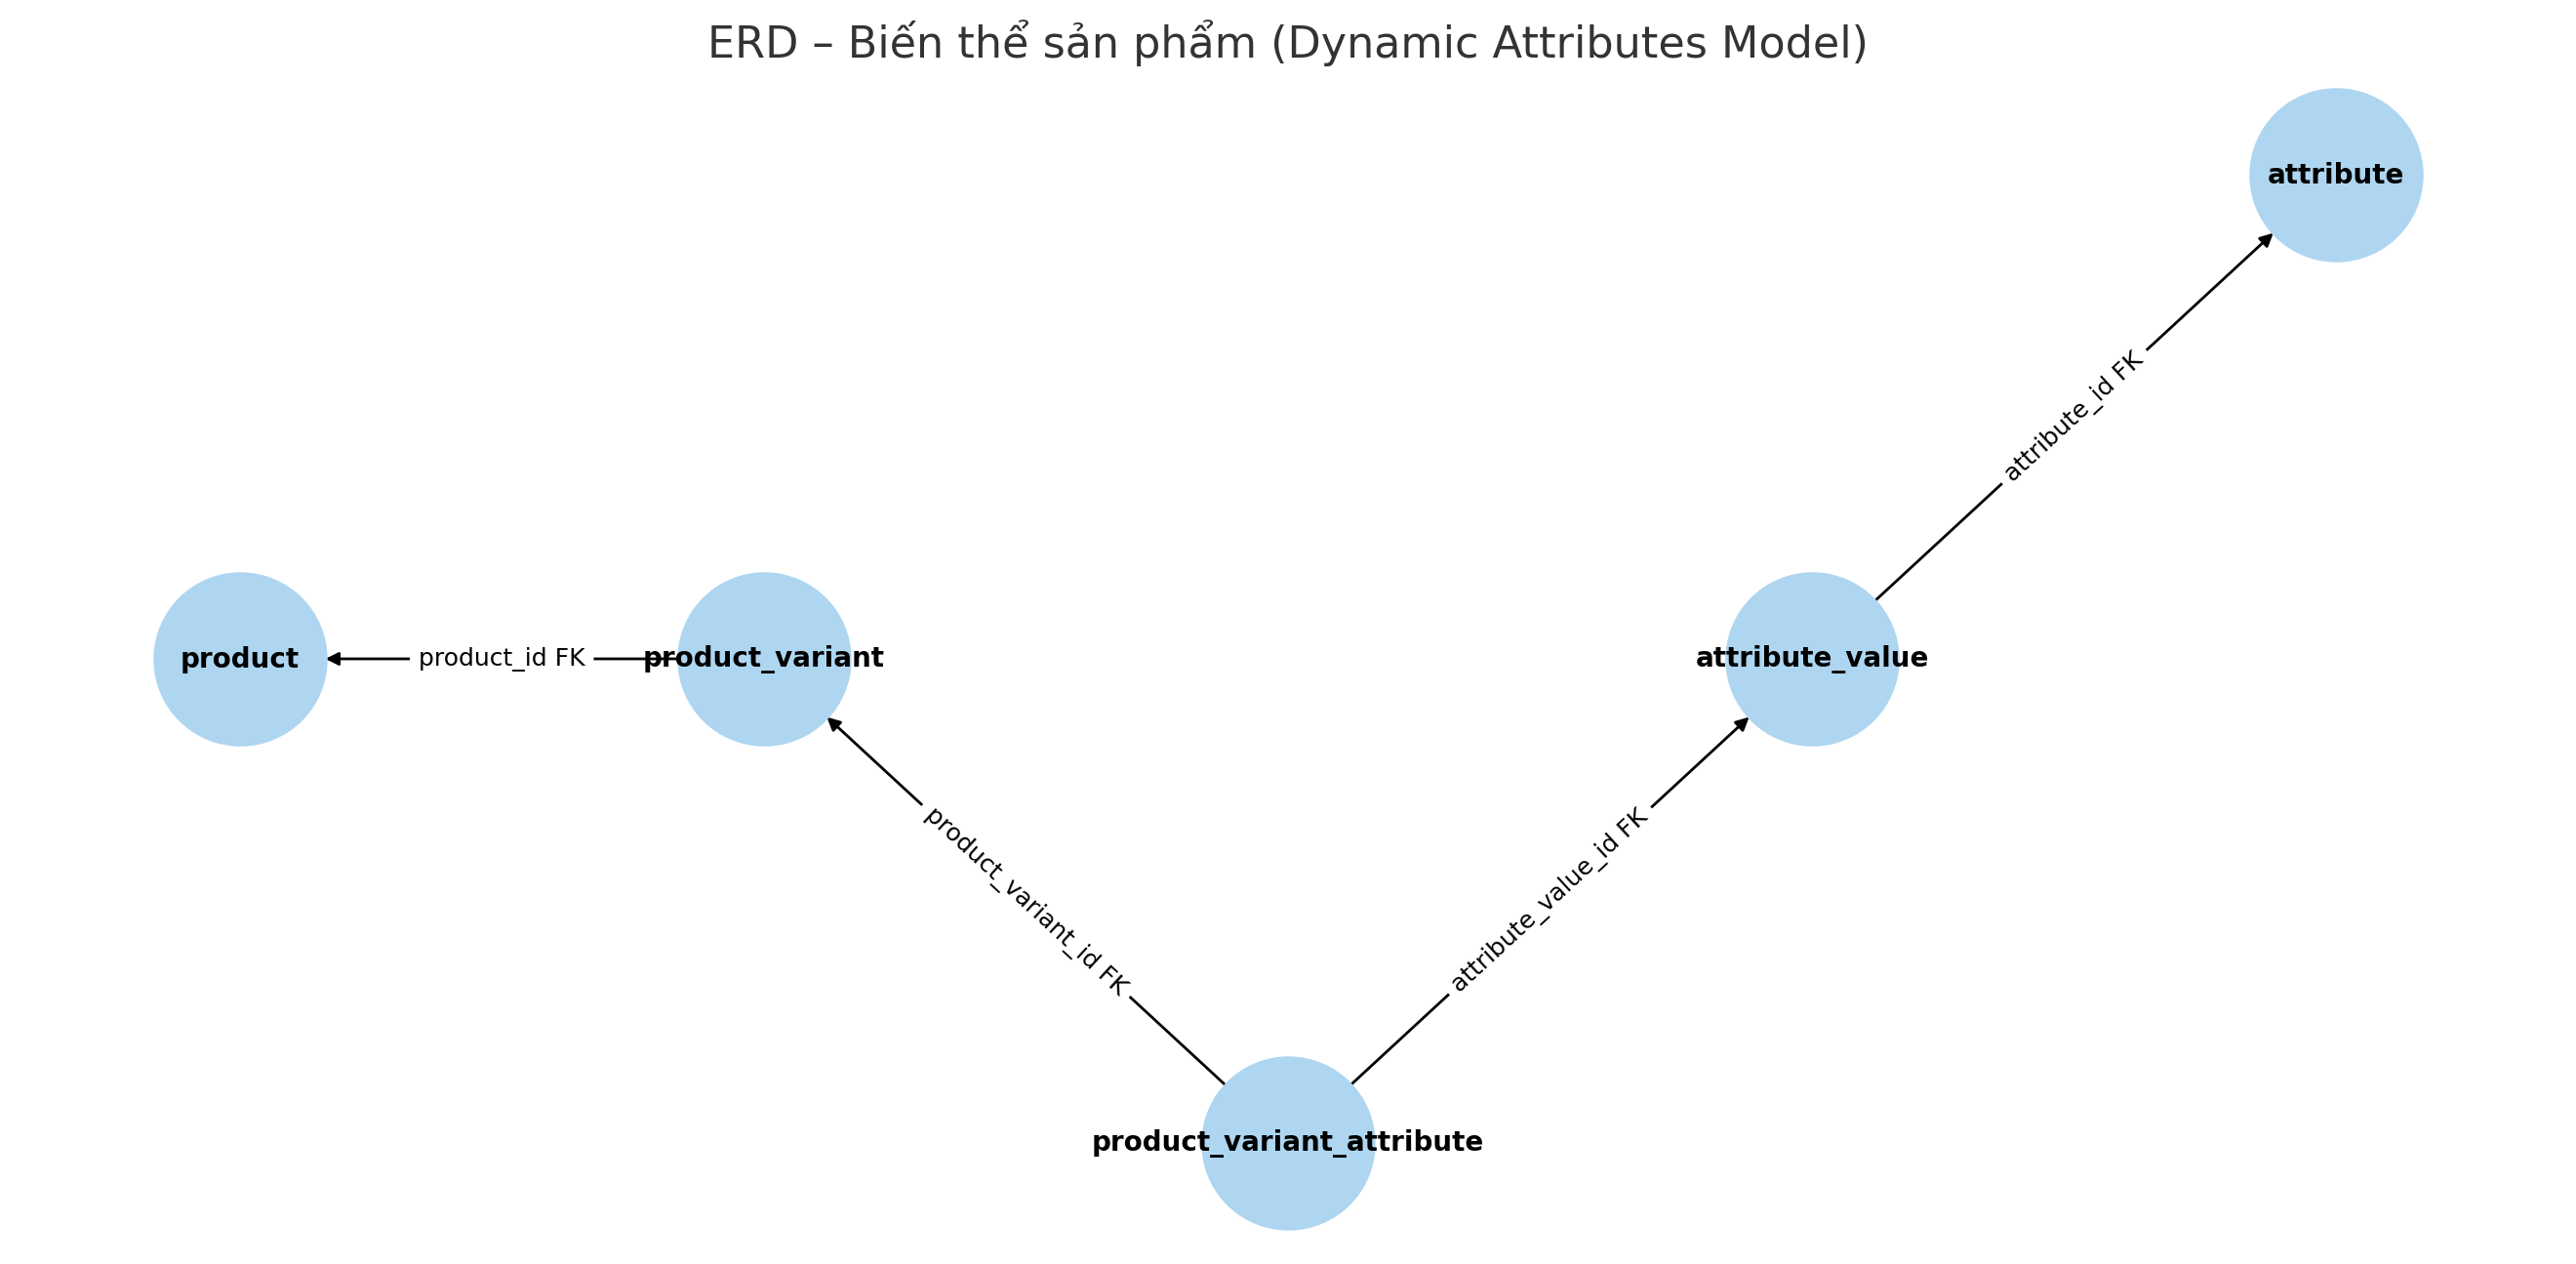 ERD – Biến thể sản phẩm (Dynamic Attributes Model)
attribute
attribute_id FK
product
product_id FK
product_variant
attribute_value
product_variant_id FK
attribute_value_id FK
product_variant_attribute